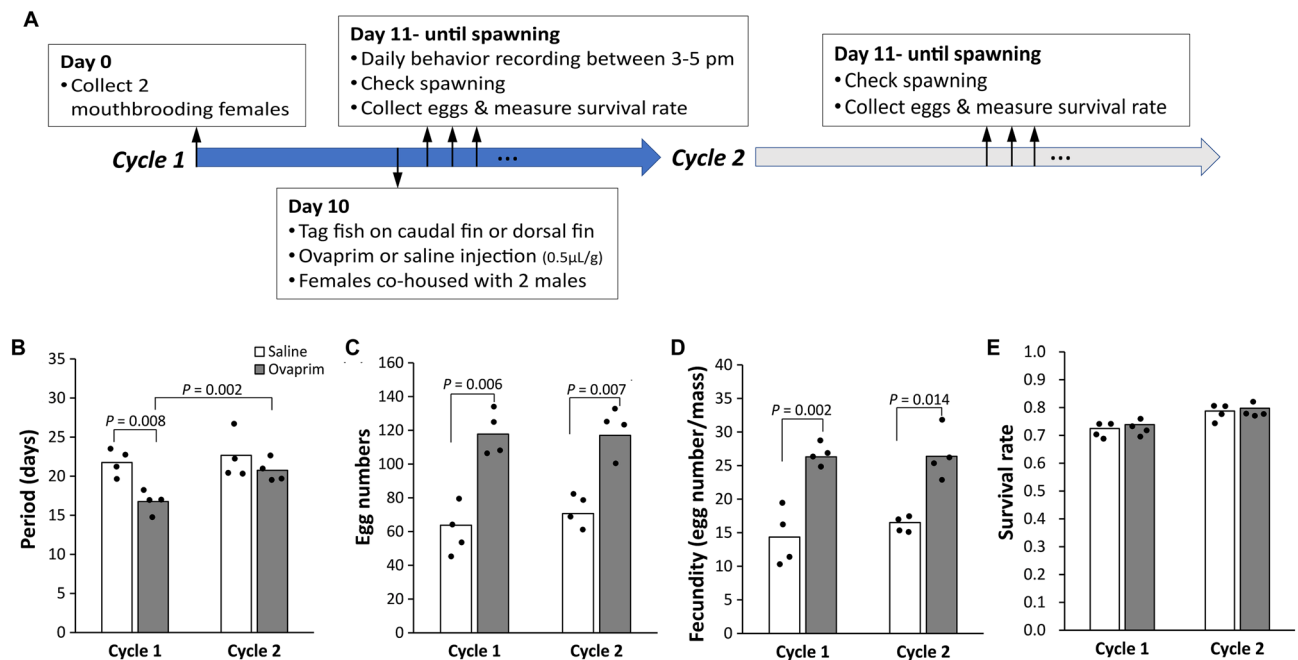 A
Day 0
• Collect 2
mouthbrooding females
Day 11- until spawning
• Daily behavior recording between 3-5 pm
• Check spawning
• Collect eggs & measure survival rate
Day 11- until spawning
• Check spawning
• Collect eggs & measure survival rate
Cycle 1
...
Cycle 2
...
Day 10
• Tag fish on caudal fin or dorsal fin
• Ovaprim or saline injection (0.5µL/g)
• Females co-housed with 2 males
B
Saline
Ovaprim
P = 0.002
P = 0.008
Period (days)
35
30
25
20
15
10
5
0
Cycle 1
Cycle 2
C
P = 0.006
P = 0.007
Egg numbers
160
140
120
100
80
60
40
20
0
Cycle 1
Cycle 2
D
P = 0.002
P = 0.014
Fecundity (egg number/mass)
40
35
30
25
20
15
10
5
0
Cycle 1
Cycle 2
E
Survival rate
1.0
0.9
0.8
0.7
0.6
0.5
0.4
0.3
0.2
0.1
0.0
Cycle 1
Cycle 2